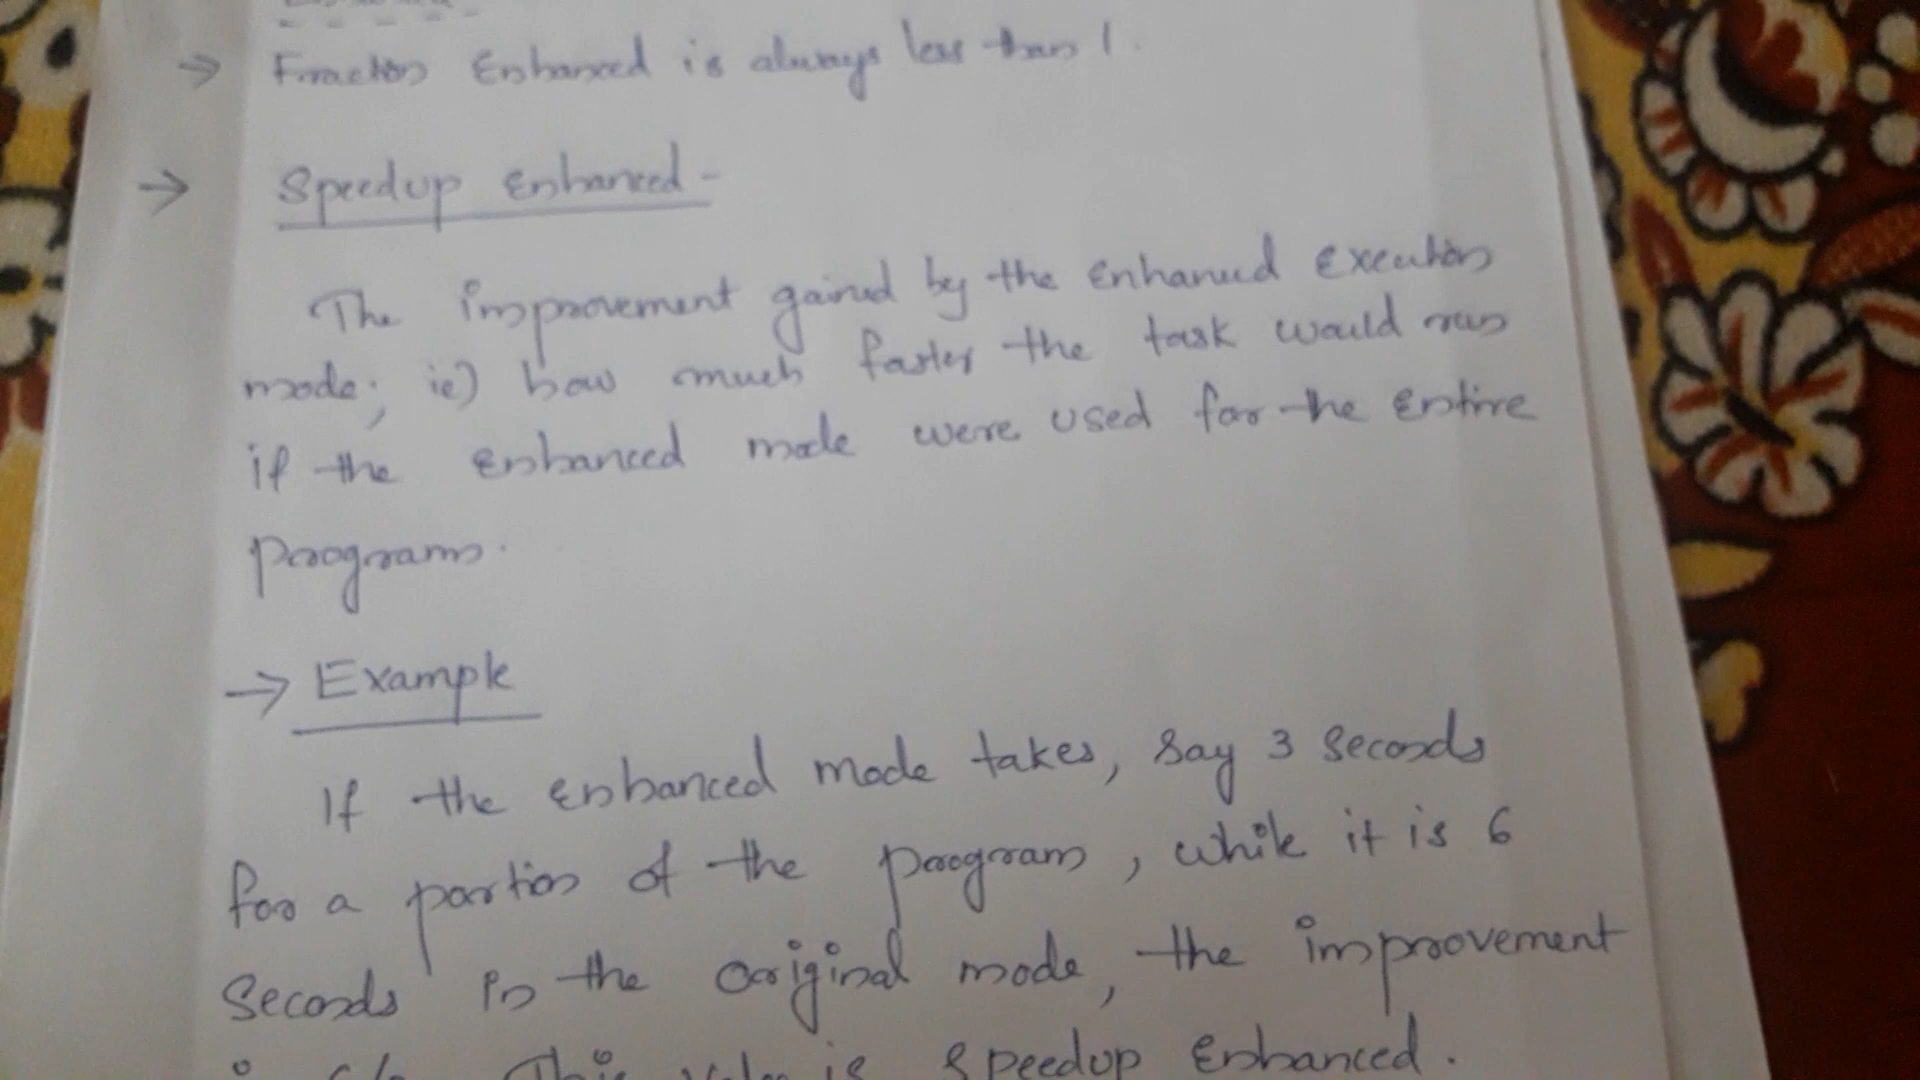 → Fraction Enhanced is always less than 1.
→ Speedup Enhanced -
The improvement gained by the Enhanced Execution
mode; ie) how much faster the task would run
if the Enhanced mode were used for the Entire
program.
→ Example
If the enhanced mode takes, say 3 seconds
for a portion of the program, while it is 6
seconds in the original mode, the improvement
This is speedup Enhanced.